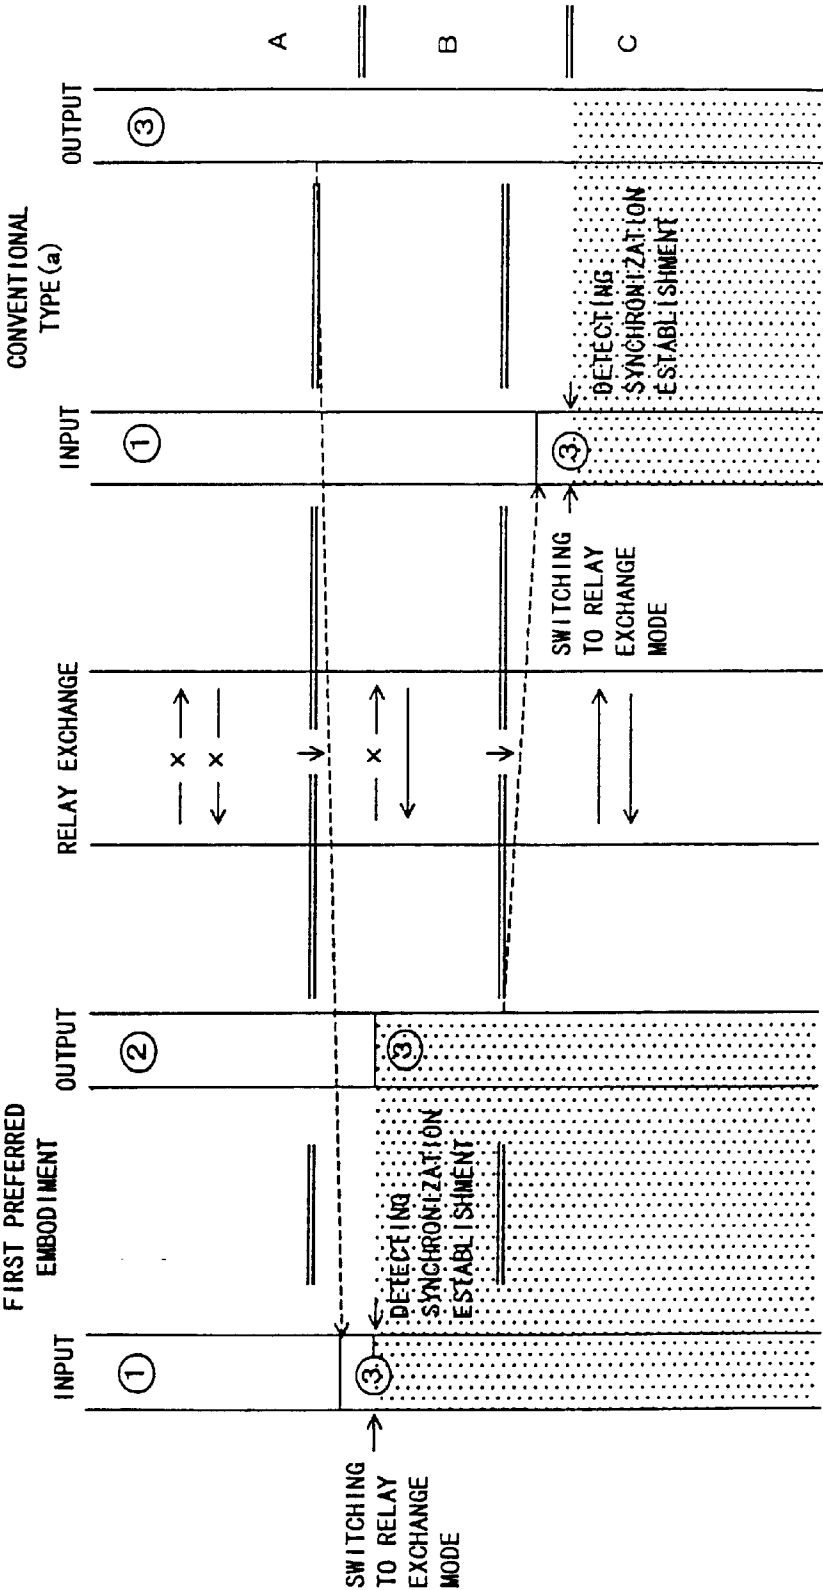 FIRST PREFERRED
EMBODIMENT
CONVENTIONAL
TYPE(a)
INPUT
OUTPUT
RELAY EXCHANGE
INPUT
OUTPUT
①
②
①
③
A
x
x
B
x
③
③
SWITCHING
TO RELAY
EXCHANGE
MODE
DETECTING
SYNCHRONIZATION
ESTABLISHMENT
C
③
SWITCHING
TO RELAY
EXCHANGE
MODE
DETECTING
SYNCHRONIZATION
ESTABLISHMENT